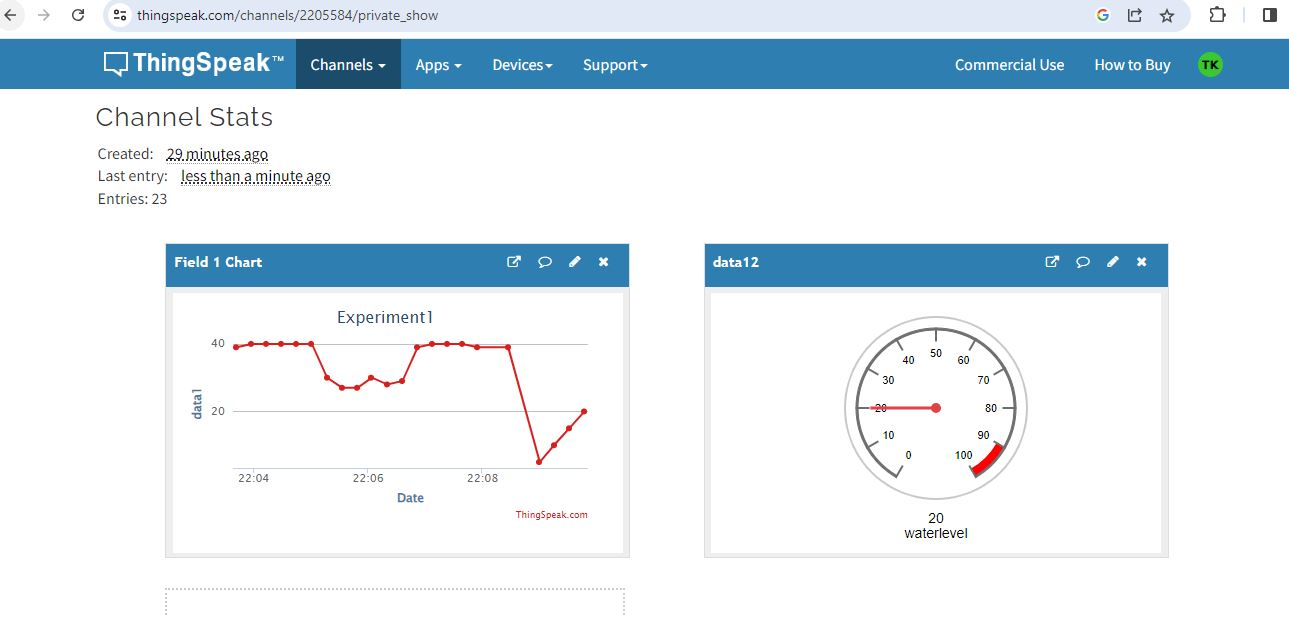 thingspeak.com/channels/2205584/private_show
ThingSpeak™ Channels Apps Devices Support Commercial Use How to Buy TK
Channel Stats
Created: 29 minutes ago
Last entry: less than a minute ago
Entries: 23
Field 1 Chart
Experiment1
40
20
data1
22:04 22:06 22:08
Date
ThingSpeak.com
data12
0
10
20
30
40
50
60
70
80
90
100
20
waterlevel